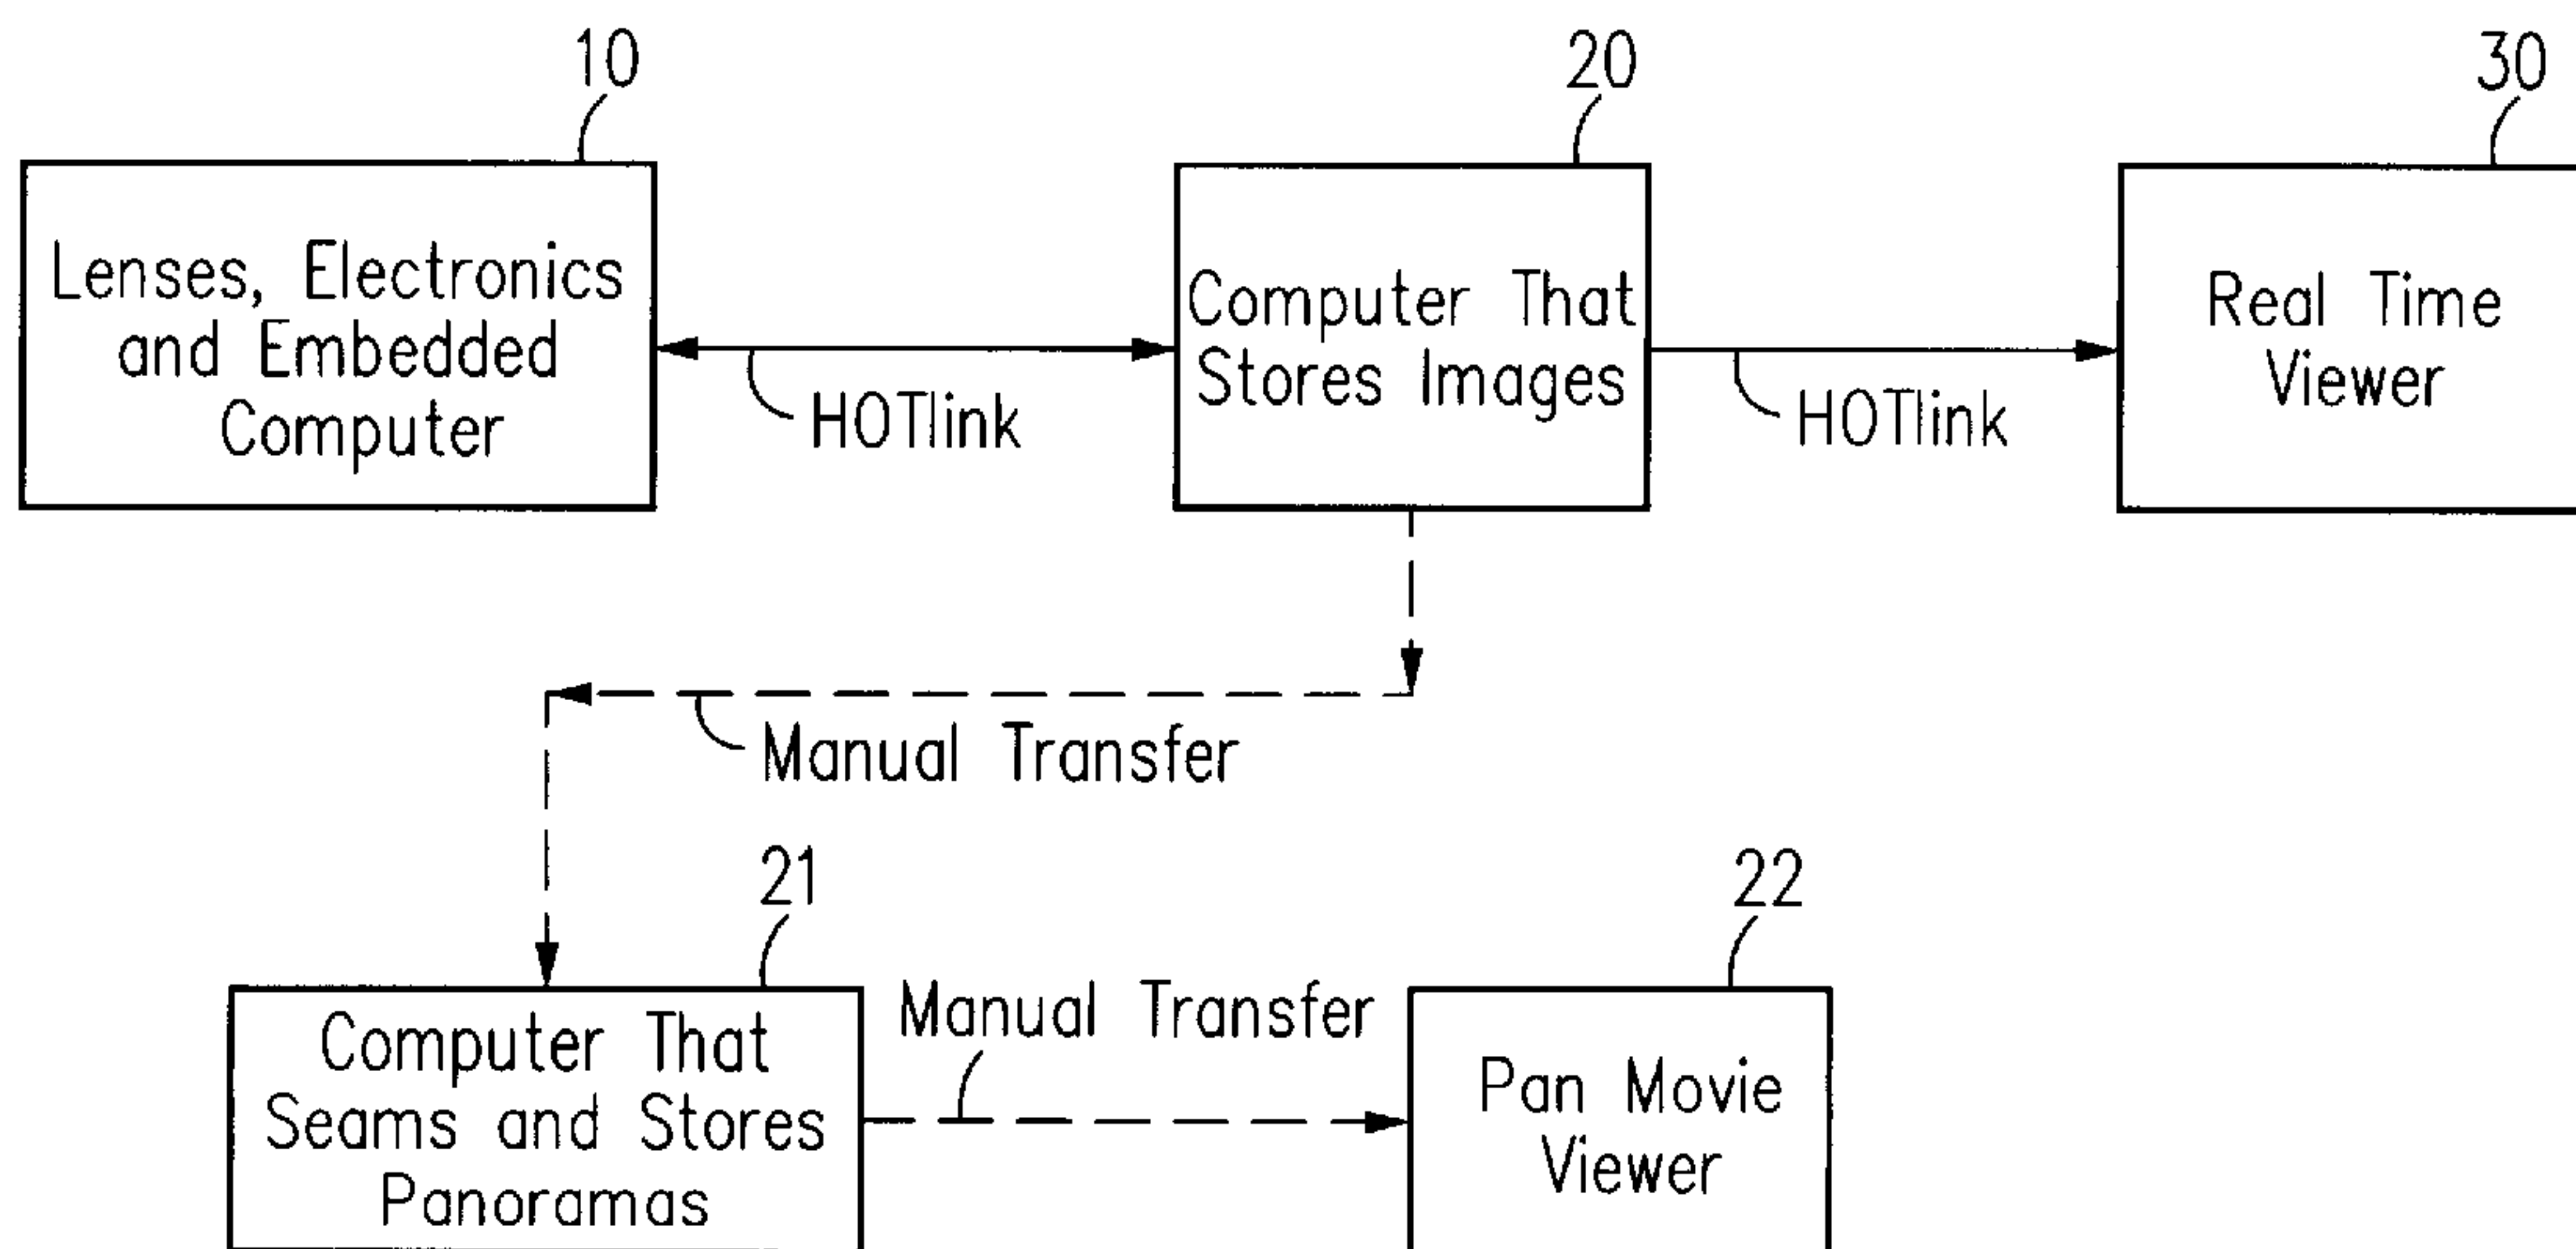 10
20
30
Lenses, Electronics
and Embedded
Computer
HOTlink
Computer That
Stores Images
HOTlink
Real Time
Viewer
Manual Transfer
21
22
Computer That
Seams and Stores
Panoramas
Manual Transfer
Pan Movie
Viewer